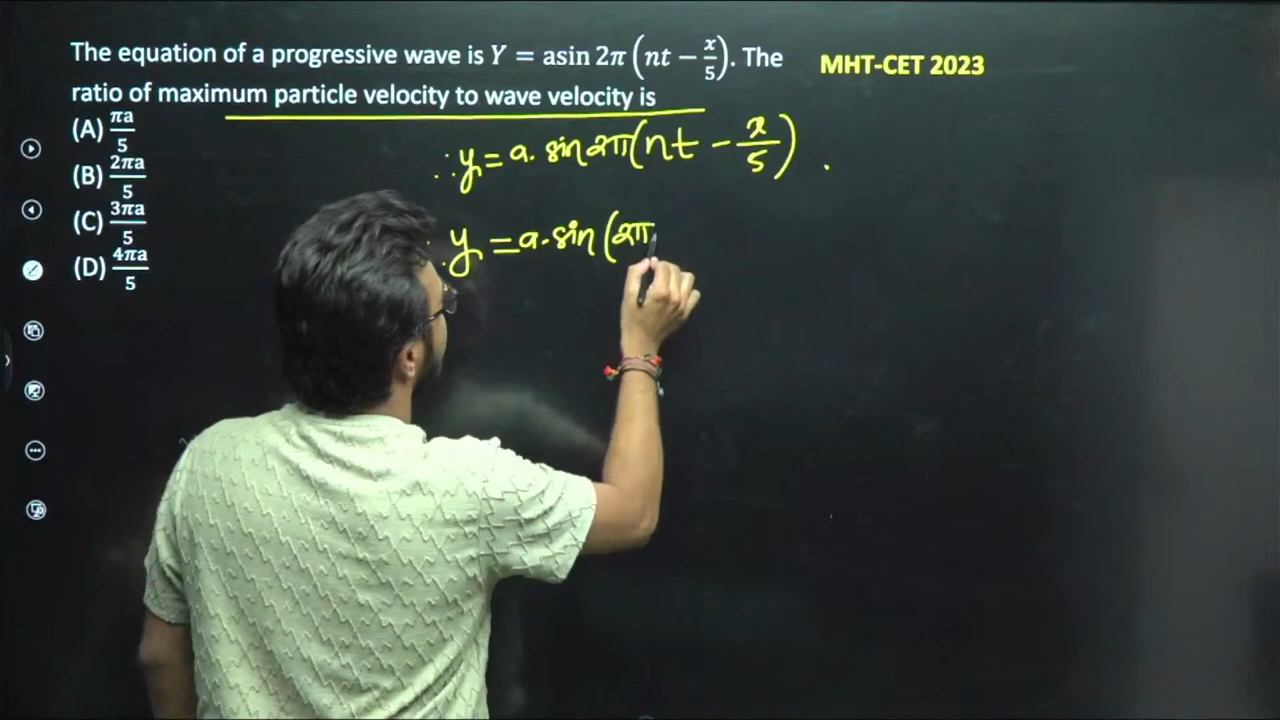 The equation of a progressive wave is Y = asin 2π (nt − x/5). The
ratio of maximum particle velocity to wave velocity is
MHT-CET 2023
(A) πa/5
(B) 2πa/5
(C) 3πa/5
(D) 4πa/5
∴ y = a. sin 2π (nt − x/5).
y = a. sin (2π